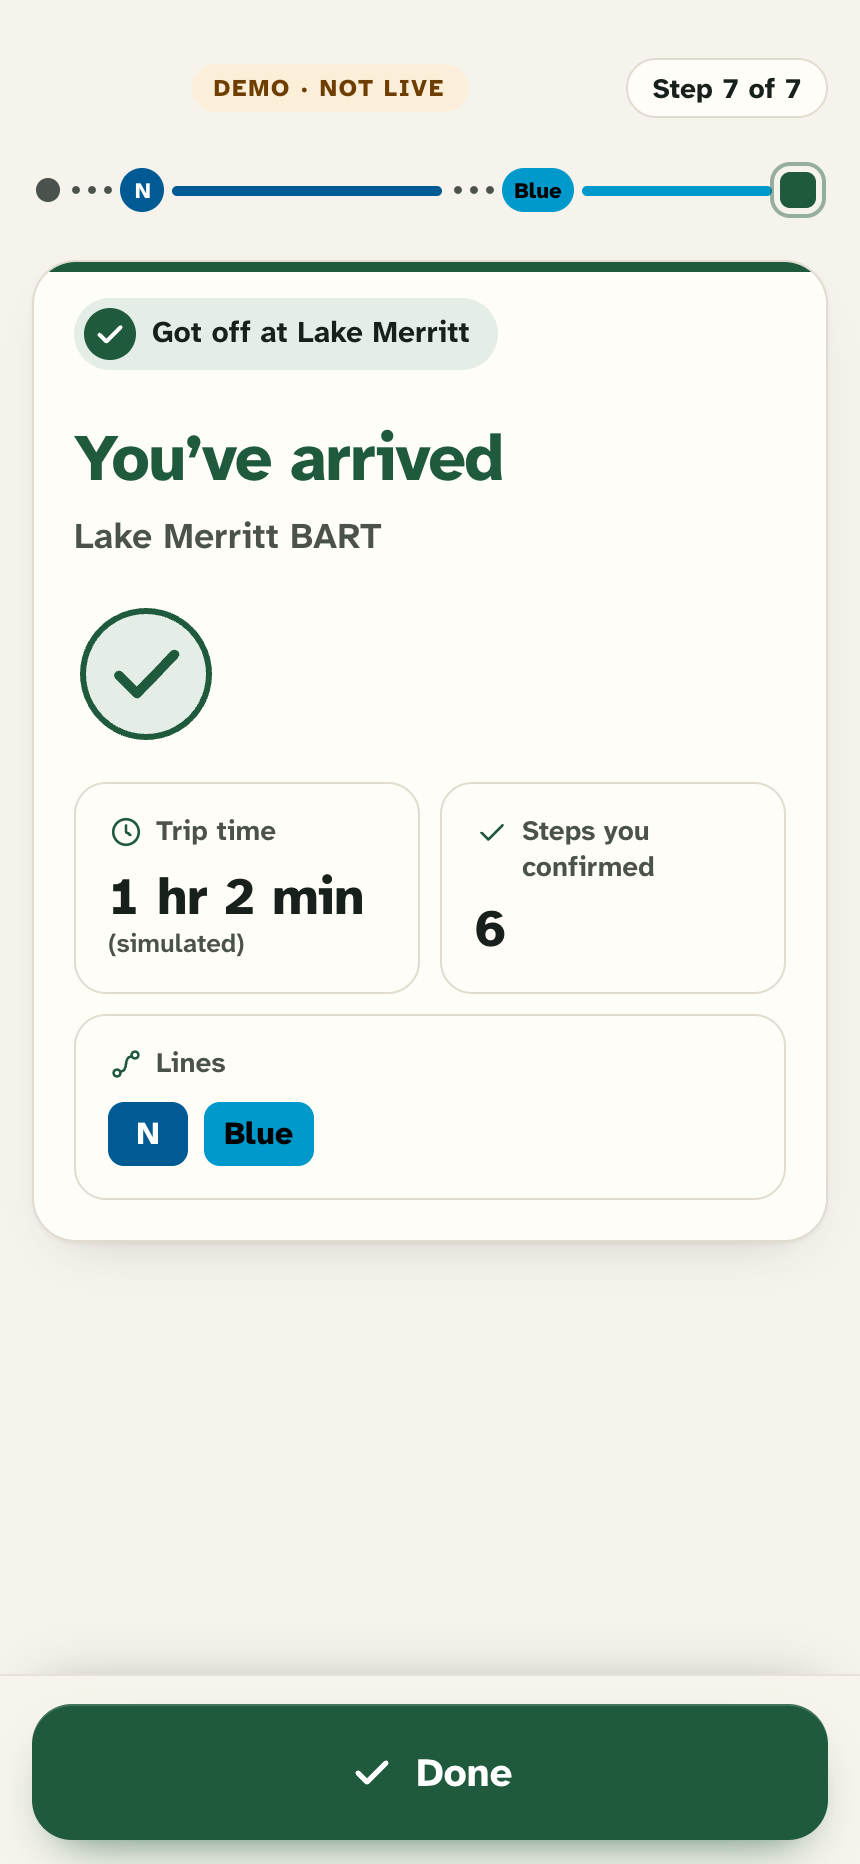 DEMO · NOT LIVE
Step 7 of 7
N
Blue
Got off at Lake Merritt
You’ve arrived
Lake Merritt BART
Trip time
1 hr 2 min
(simulated)
Steps you
confirmed
6
Lines
N
Blue
Done